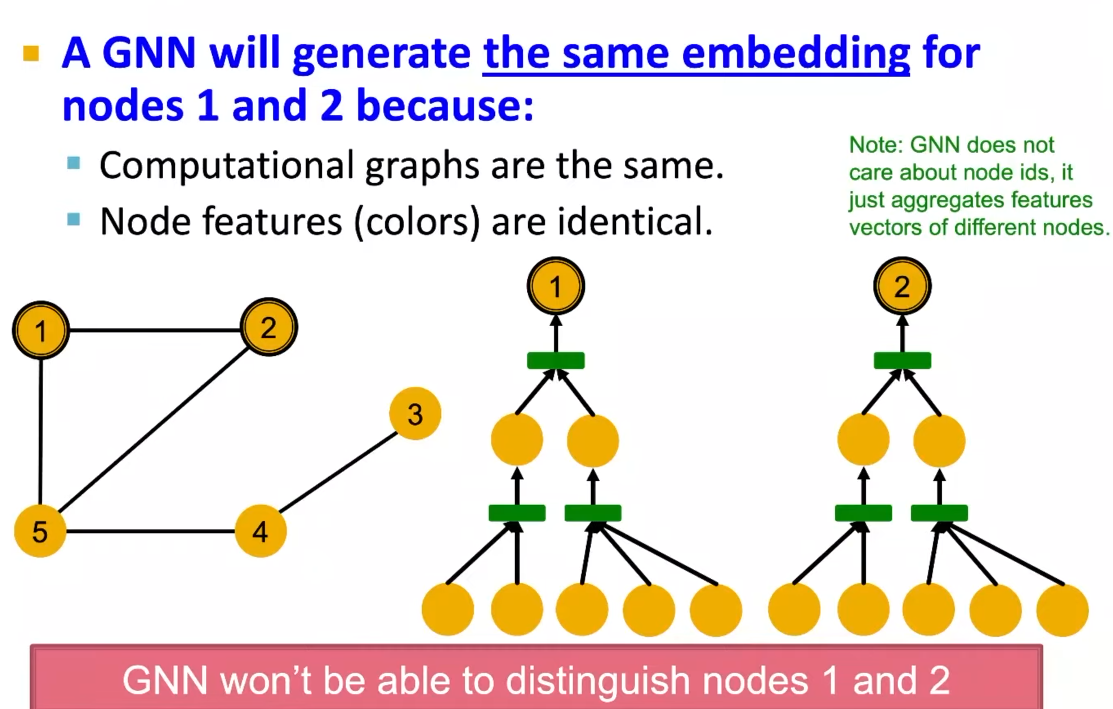 A GNN will generate the same embedding for
nodes 1 and 2 because:
Computational graphs are the same.
Node features (colors) are identical.
Note: GNN does not
care about node ids, it
just aggregates features
vectors of different nodes.
1
2
3
5
4
1
2
GNN won't be able to distinguish nodes 1 and 2